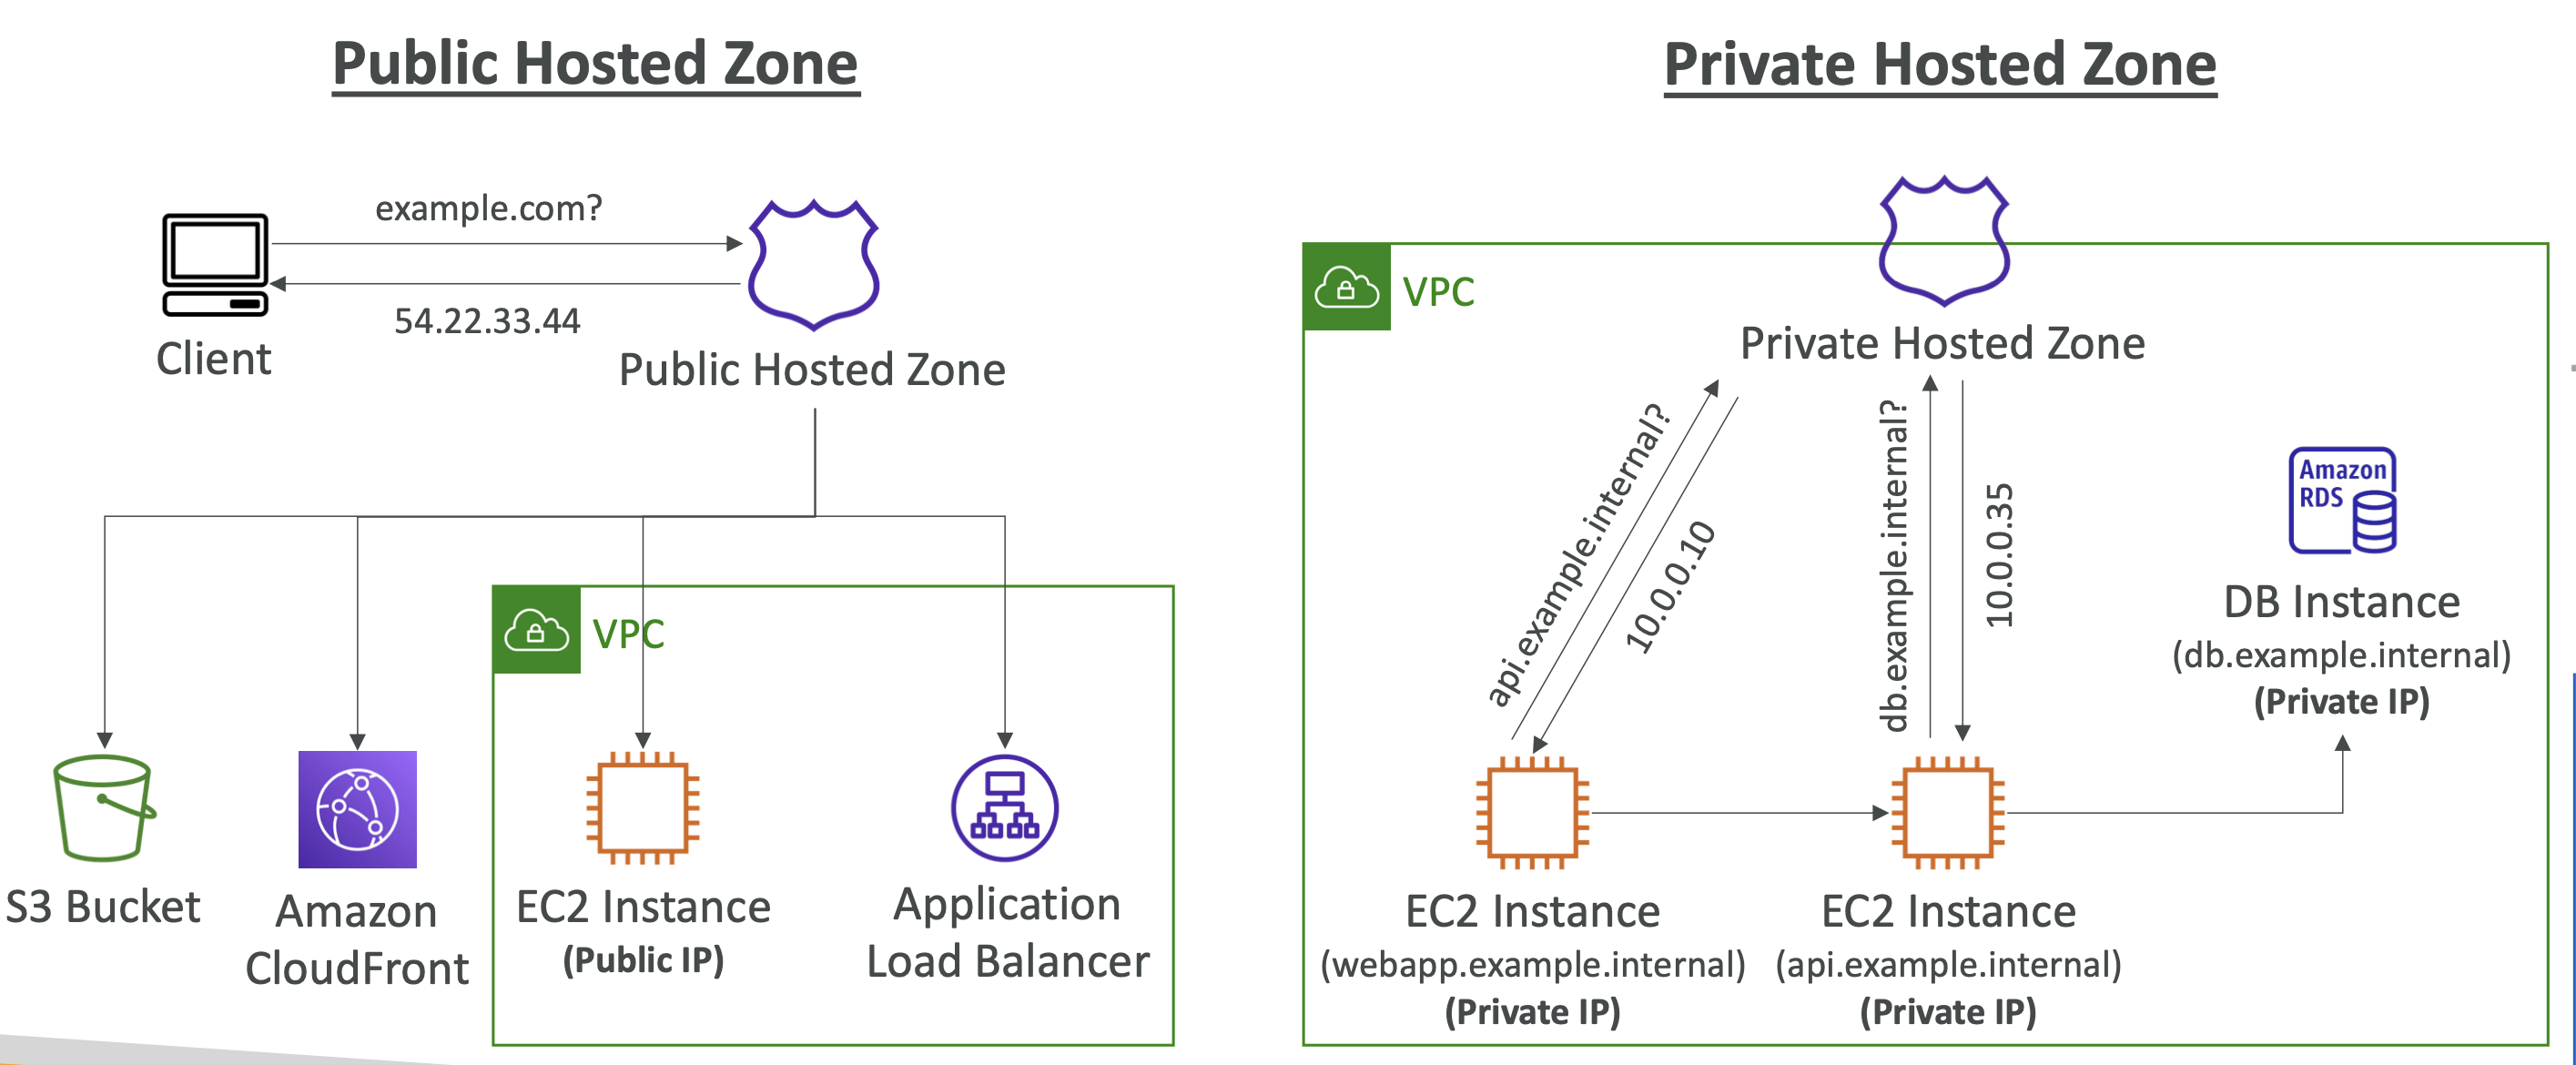 Public Hosted Zone
example.com?
54.22.33.44
Client
Public Hosted Zone
VPC
S3 Bucket
Amazon
CloudFront
EC2 Instance
(Public IP)
Application
Load Balancer
Private Hosted Zone
VPC
Private Hosted Zone
api.example.internal?
10.0.0.10
db.example.internal?
10.0.0.35
Amazon
RDS
DB Instance
(db.example.internal)
(Private IP)
EC2 Instance
(webapp.example.internal)
(Private IP)
EC2 Instance
(api.example.internal)
(Private IP)